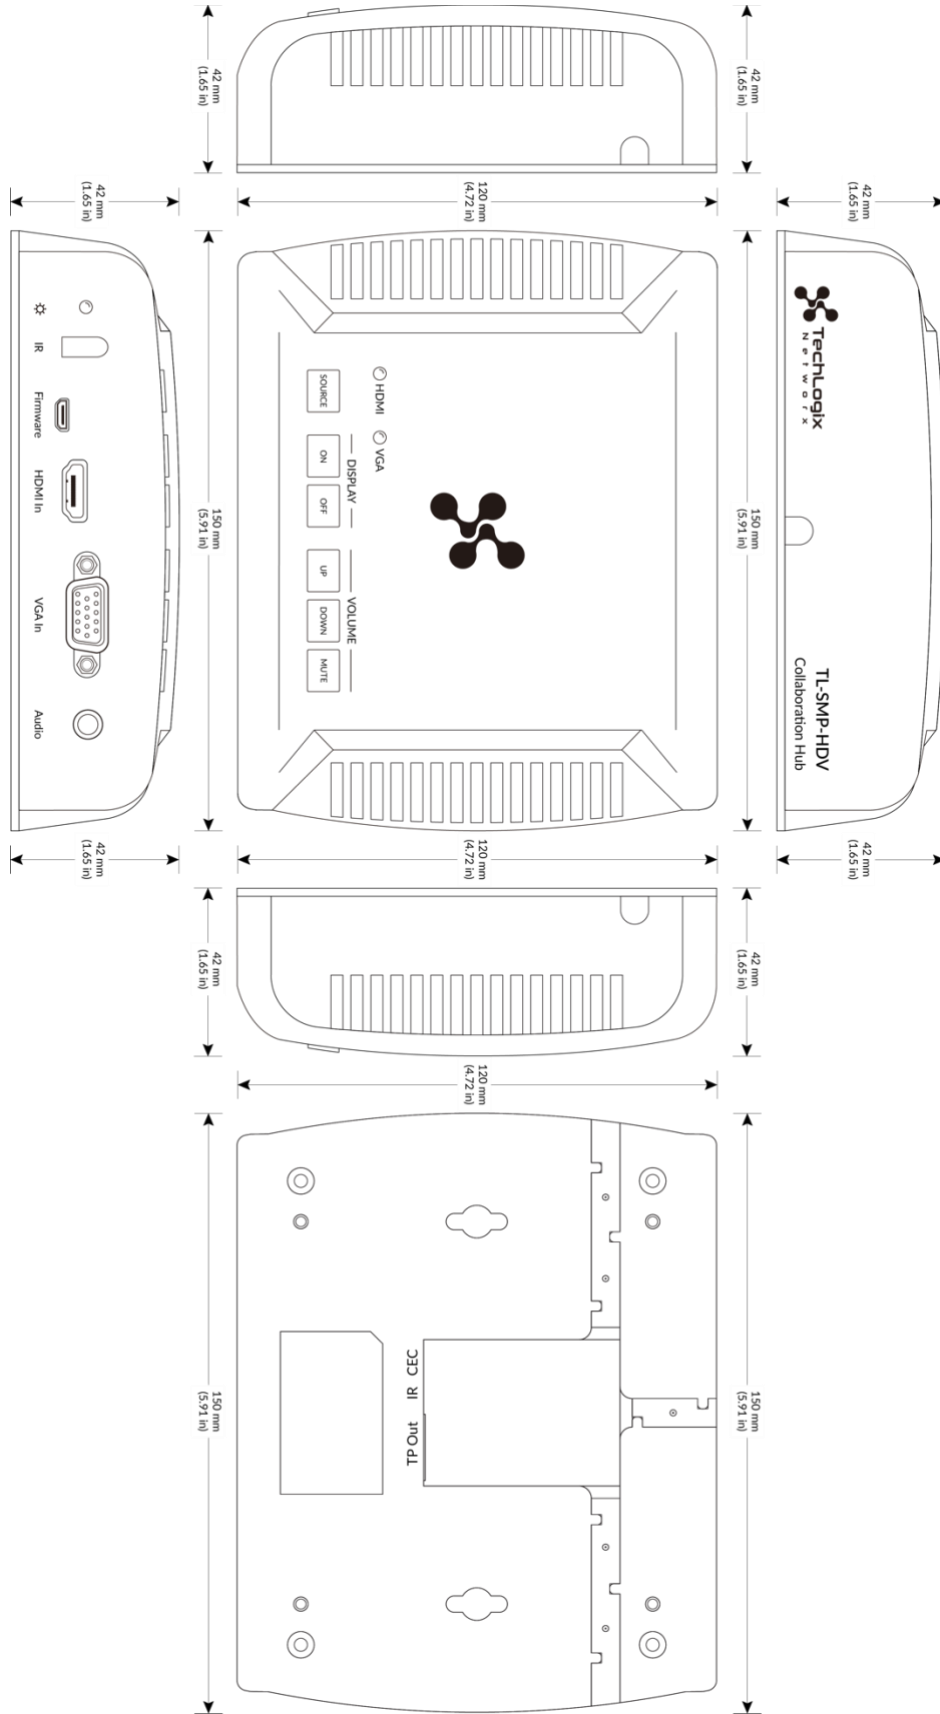 42 mm
(1.65 in)
42 mm
(1.65 in)
42 mm
(1.65 in)
120 mm
(4.72 in)
42 mm
(1.65 in)
IR
Firmware
HDMI In
VGA In
Audio
150 mm
(5.91 in)
HDMI
VGA
DISPLAY
VOLUME
SOURCE
ON
OFF
UP
DOWN
MUTE
150 mm
(5.91 in)
TechLogix
Networx
TL-SMP-HDV
Collaboration Hub
42 mm
(1.65 in)
120 mm
(4.72 in)
42 mm
(1.65 in)
42 mm
(1.65 in)
42 mm
(1.65 in)
120 mm
(4.72 in)
150 mm
(5.91 in)
TP Out IR CEC
150 mm
(5.91 in)